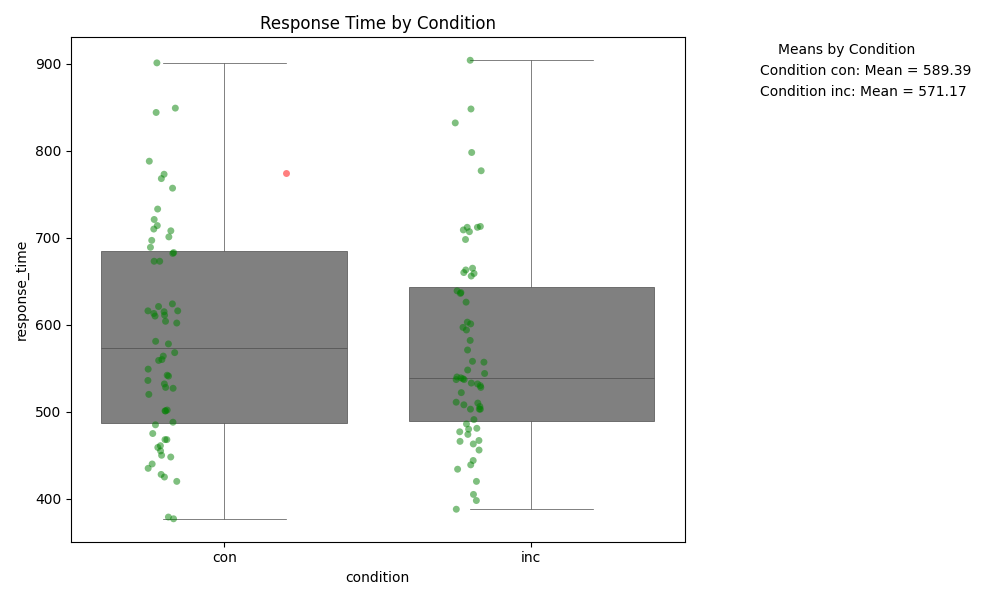 Response Time by Condition
Means by Condition
Condition con: Mean = 589.39
Condition inc: Mean = 571.17
response_time
900
800
700
600
500
400
con
inc
condition